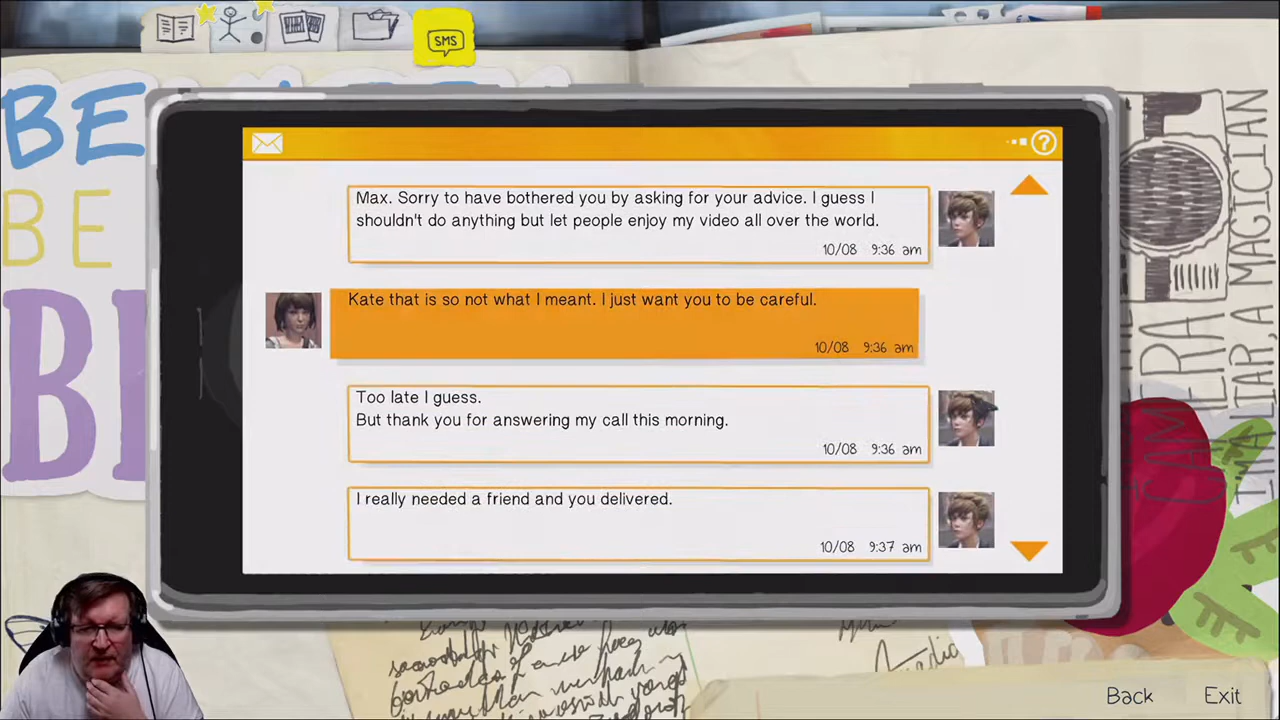 SMS
BE
BE
B
Max. Sorry to have bothered you by asking for your advice. I guess I
shouldn't do anything but let people enjoy my video all over the world.
10/08 9:36 am
Kate that is so not what I meant. I just want you to be careful.
10/08 9:36 am
Too late I guess.
But thank you for answering my call this morning.
10/08 9:36 am
I really needed a friend and you delivered.
10/08 9:37 am
CAMERA
LIAR, A MAGICIAN
Back Exit